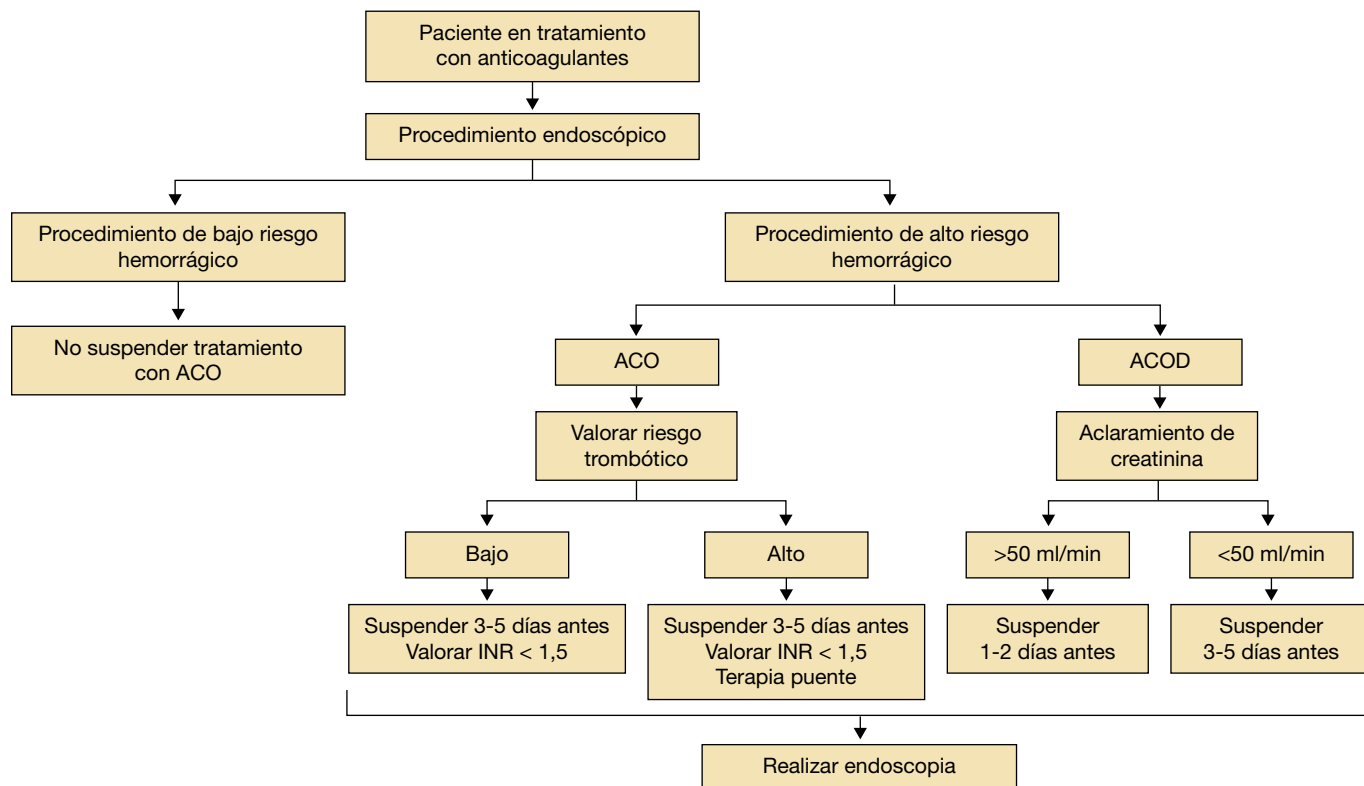 Paciente en tratamiento
con anticoagulantes
Procedimiento endoscópico
Procedimiento de bajo riesgo
hemorrágico
Procedimiento de alto riesgo
hemorrágico
No suspender tratamiento
con ACO
ACO
ACOD
Valorar riesgo
trombótico
Aclaramiento de
creatinina
Bajo
Alto
>50 ml/min
<50 ml/min
Suspender 3-5 días antes
Valorar INR < 1,5
Suspender 3-5 días antes
Valorar INR < 1,5
Terapia puente
Suspender
1-2 días antes
Suspender
3-5 días antes
Realizar endoscopia